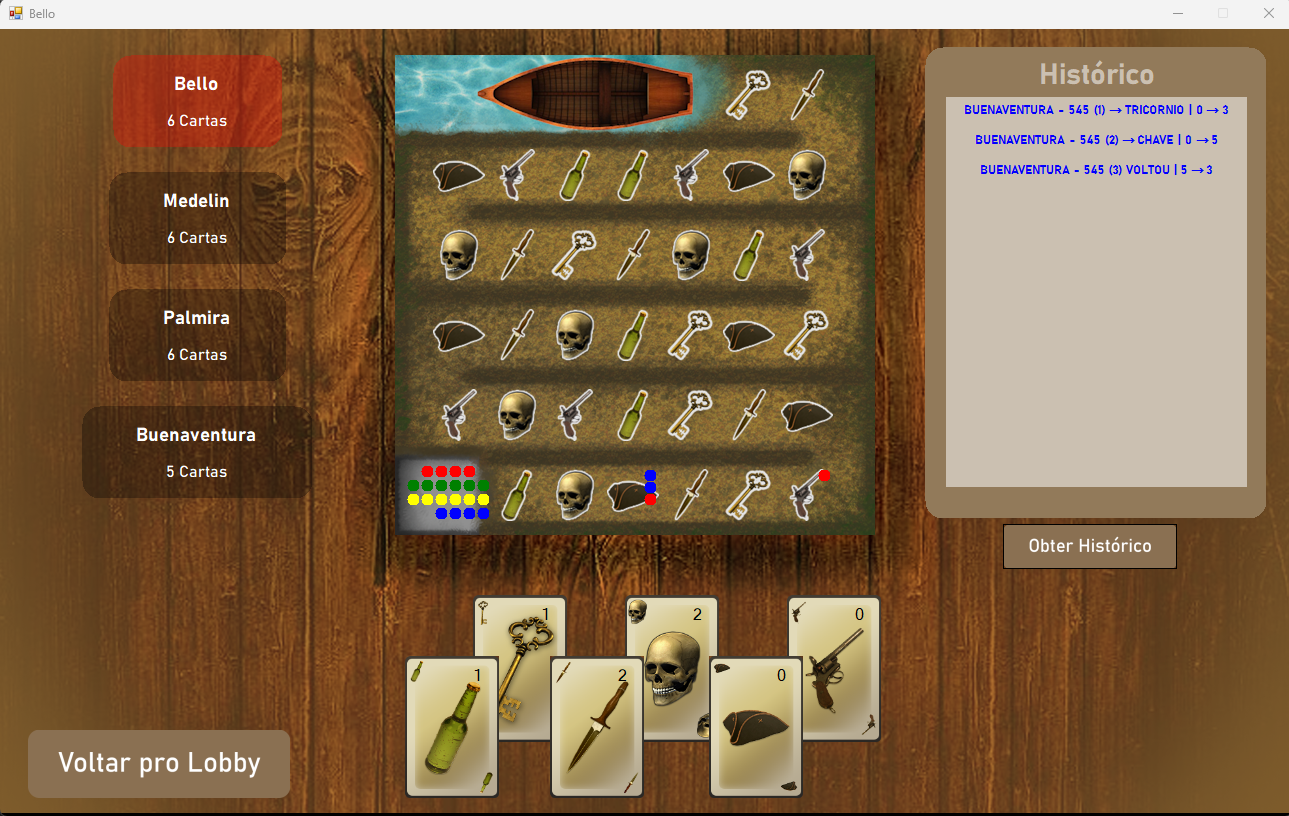 Bello
Bello
6 Cartas
Medelin
6 Cartas
Palmira
6 Cartas
Buenaventura
5 Cartas
Histórico
BUENAVENTURA - 545 (1) → TRICORNIO | 0 → 3
BUENAVENTURA - 545 (2) → CHAVE | 0 → 5
BUENAVENTURA - 545 (3) VOLTOU | 5 → 3
Obter Histórico
1
2
0
1
2
0
Voltar pro Lobby